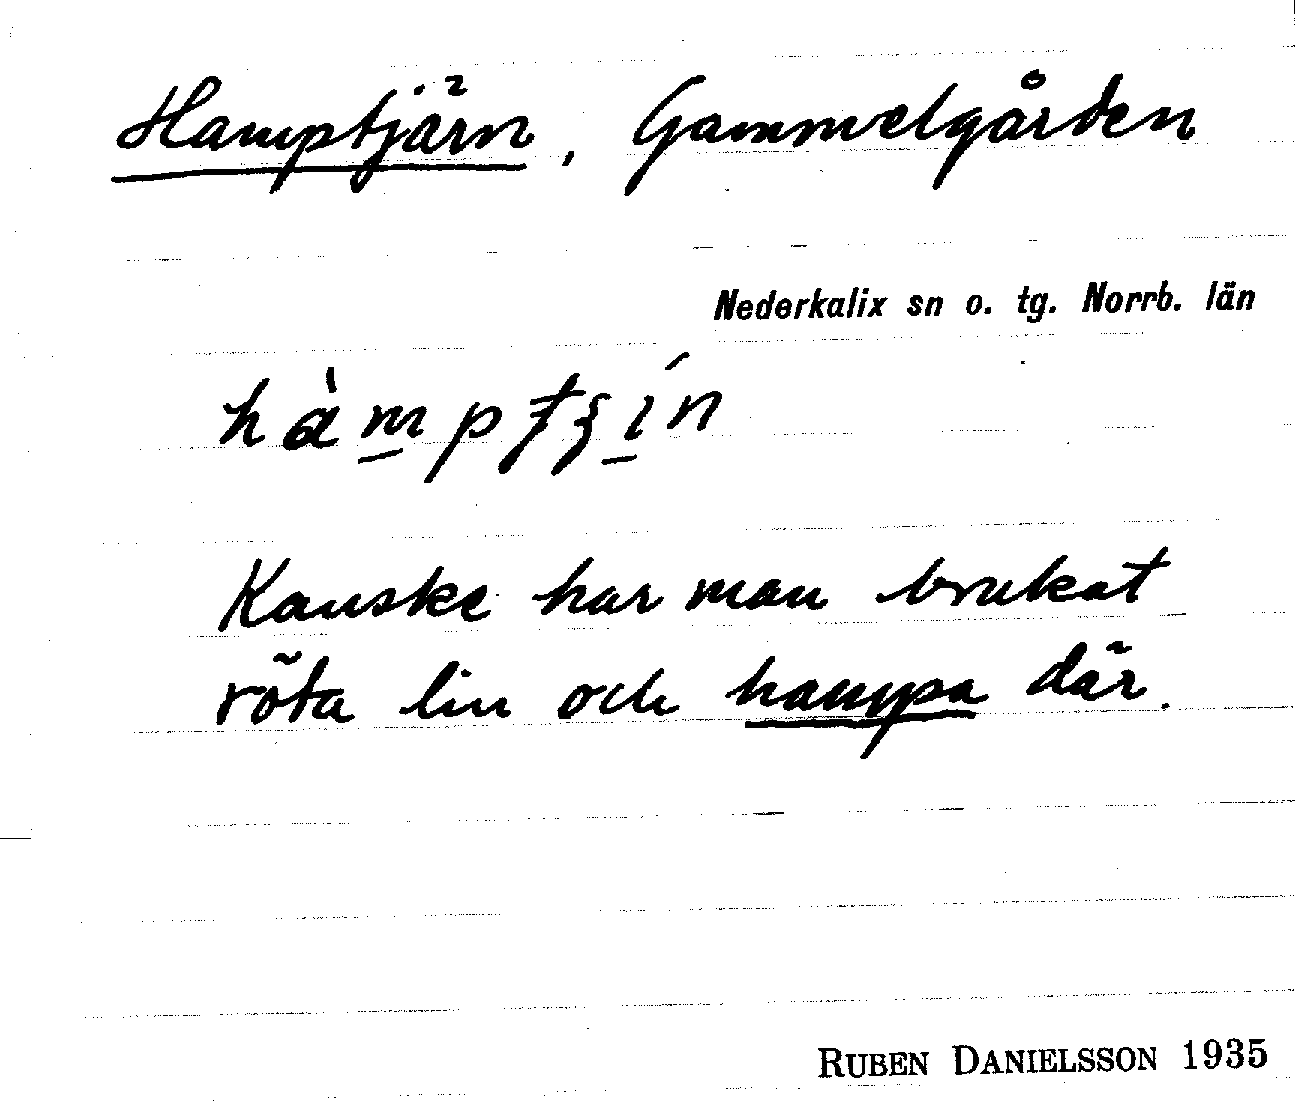 Hamptjärn, Gammelgården
Nederkalix sn o. tg. Norrb. län
Kanske har man brukat
röta lin och hampa där.
RUBEN DANIELSSON 1935